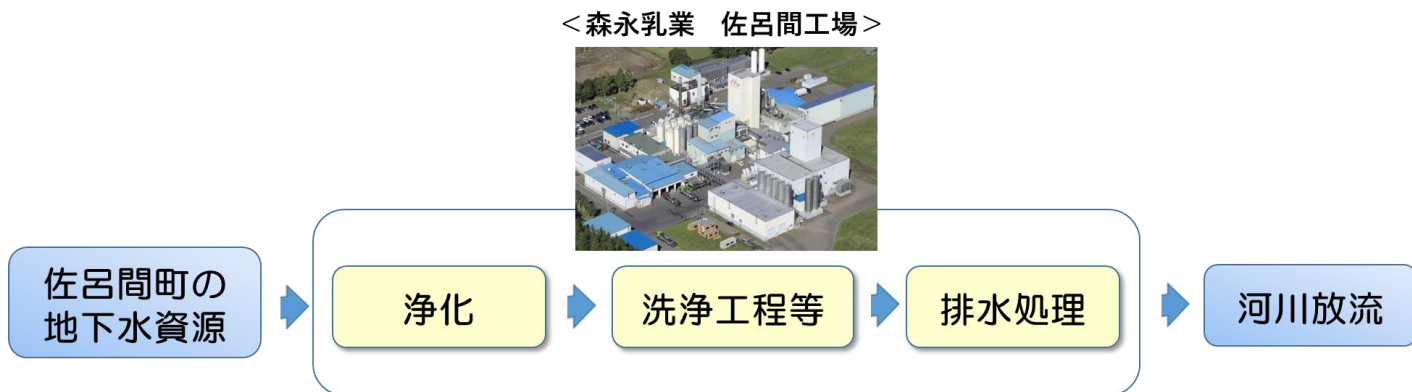 ＜森永乳業　佐呂間工場＞
佐呂間町の
地下水資源
浄化
洗浄工程等
排水処理
河川放流